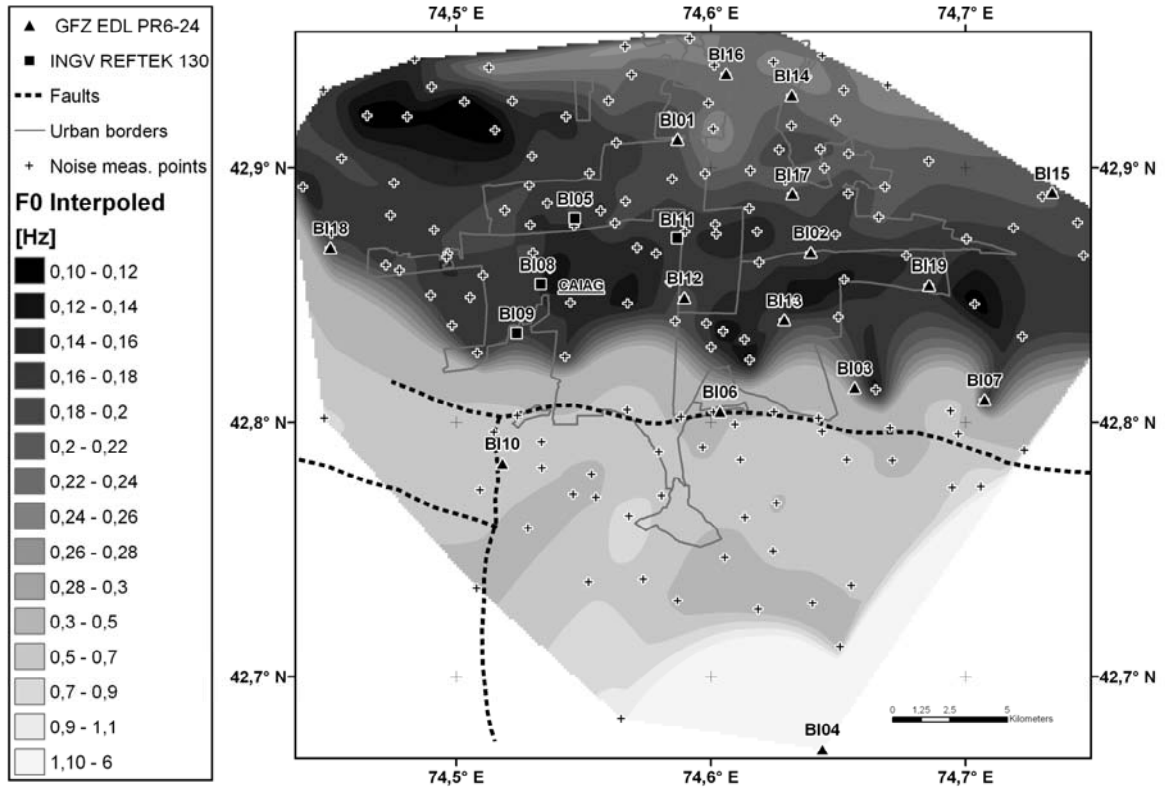 GFZ EDL PR6-24
INGV REFTEK 130
Faults
Urban borders
Noise meas. points
F0 Interpoled
[Hz]
0,10 - 0,12
0,12 - 0,14
0,14 - 0,16
0,16 - 0,18
0,18 - 0,2
0,2 - 0,22
0,22 - 0,24
0,24 - 0,26
0,26 - 0,28
0,28 - 0,3
0,3 - 0,5
0,5 - 0,7
0,7 - 0,9
0,9 - 1,1
1,10 - 6
74,5° E 74,6° E 74,7° E
BI16
BI14
BI01
42,9° N 42,9° N
BI15
BI17
BI05
BI18
BI11
BI02
BI08
CAIAG
BI12
BI19
BI09
BI13
BI03
BI06
BI07
42,8° N 42,8° N
BI10
42,7° N 42,7° N
0 1,25 2,5 5
Kilometers
BI04
74,5° E 74,6° E 74,7° E